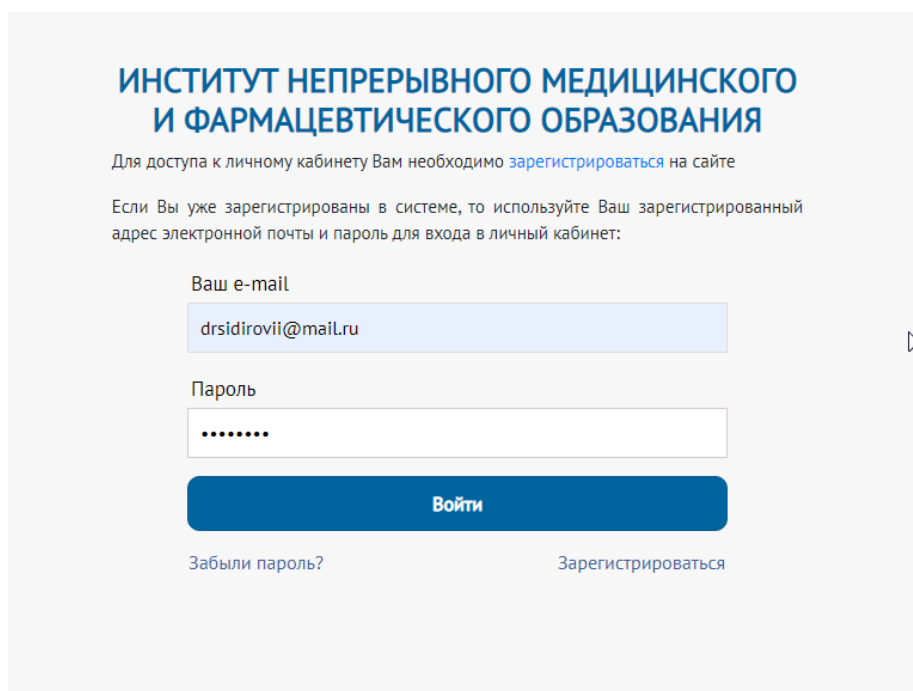 ИНСТИТУТ НЕПРЕРЫВНОГО МЕДИЦИНСКОГО
И ФАРМАЦЕВТИЧЕСКОГО ОБРАЗОВАНИЯ
Для доступа к личному кабинету Вам необходимо зарегистрироваться на сайте
Если Вы уже зарегистрированы в системе, то используйте Ваш зарегистрированный
адрес электронной почты и пароль для входа в личный кабинет:
Ваш e-mail
drsidirovii@mail.ru
Пароль
••••••••
Войти
Забыли пароль? Зарегистрироваться